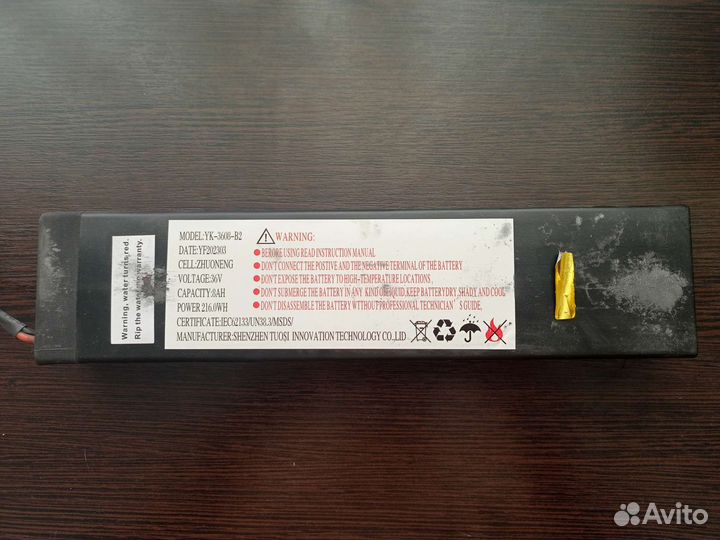 Warning, water turns red.
Rip the water warranty.
MODEL:YK-3608-B2
DATE:YF202303
CELL:ZHUONENG
VOLTAGE:36V
CAPACITY:8AH
POWER 216.0WH
CERTIFICATE:IEC62133/UN38.3/MSDS/
MANUFACTURER:SHENZHEN TUOSI INNOVATION TECHNOLOGY CO.,LID
WARNING:
BERORE USING READ INSTRUCTION MANUAL
DON'T CONNECT THE POSTIVE AND THE NEGATIVE TERMINAL OF THE BATTERY
DON'T EXPOSE THE BATTERY TO HIGH-TEMPERATURE LOCATIONS
DON'T SUBMERGE THE BATTERY IN ANY KIND OF LIQUID,KEEP BATTERYDRY, SHADY AND COOL
DON'T DISASSEMBLE THE BATTERY WITHOUT PROFESSIONAL TECHNICIAN' S GUIDE,
Avito